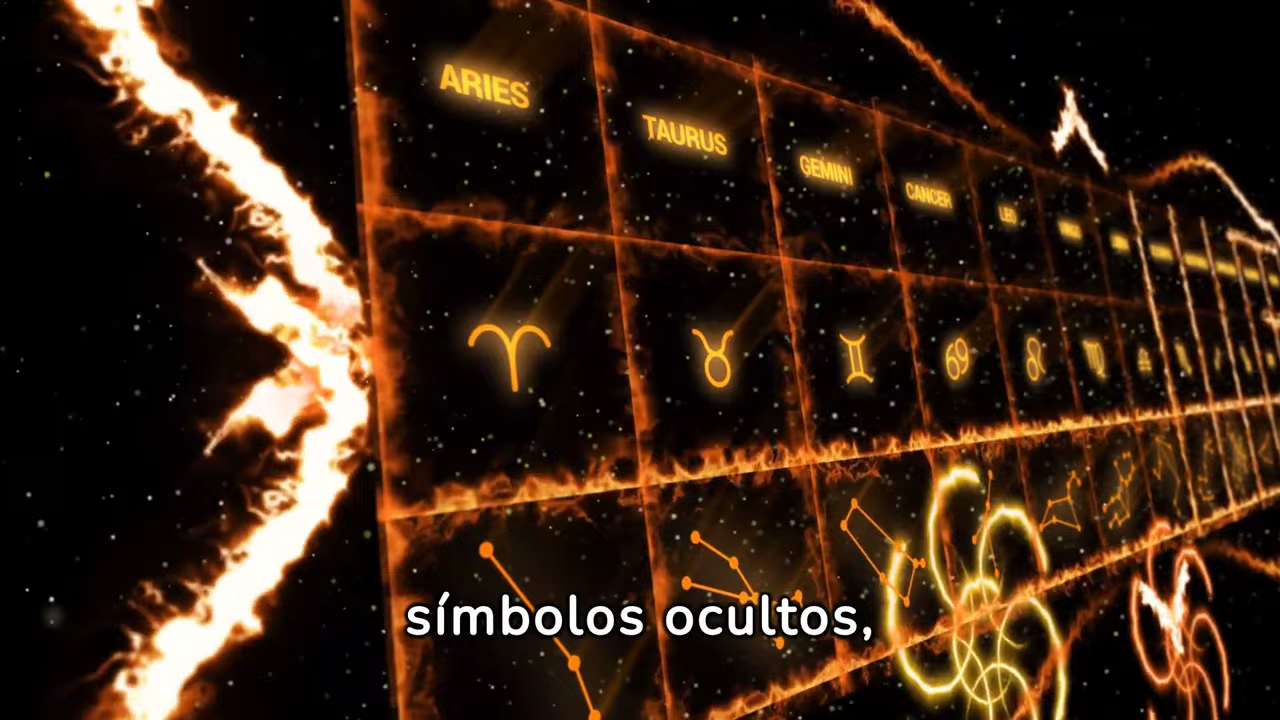 ARIES
TAURUS
GEMINI
CANCER
LEO
símbolos ocultos,